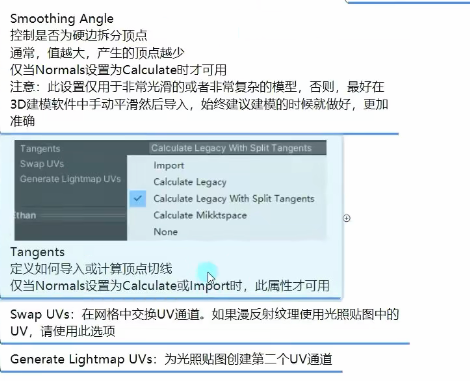 Smoothing Angle
控制是否为硬边拆分顶点
通常，值越大，产生的顶点越少
仅当Normals设置为Calculate时才可用
注意：此设置仅用于非常光滑的或者非常复杂的模型，否则，最好在
3D建模软件中手动平滑然后导入，始终建议建模的时候就做好，更加
准确
Tangents Calculate Legacy With Split Tangents
Swap UVs Import
Generate Lightmap UVs Calculate Legacy
Calculate Legacy With Split Tangents
Ethan Calculate Mikktspace
None
Tangents
定义如何导入或计算顶点切线
仅当Normals设置为Calculate或Import时，此属性才可用
Swap UVs：在网格中交换UV通道。如果漫反射纹理使用光照贴图中的
UV，请使用此选项
Generate Lightmap UVs：为光照贴图创建第二个UV通道